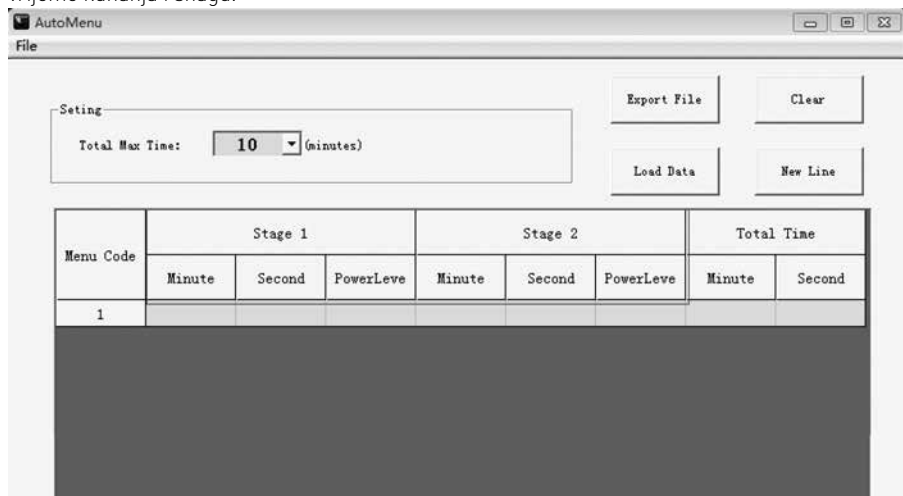 AutoMenu
File
Export File
Clear
Seting
Total Max Time: 10 (minutes)
Load Data
New Line
Menu Code
Stage 1
Stage 2
Total Time
Minute Second PowerLeve Minute Second PowerLeve Minute Second
1